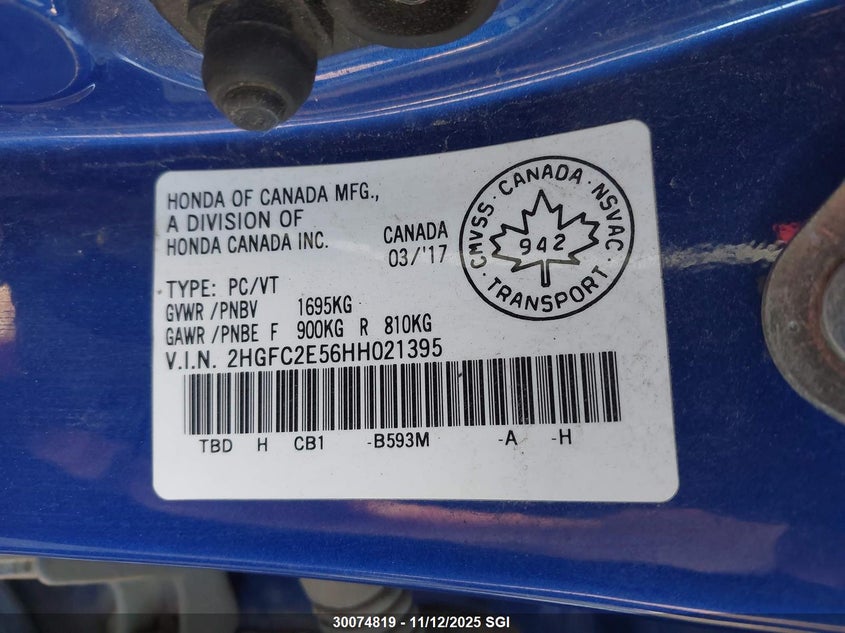 HONDA OF CANADA MFG.,
A DIVISION OF
HONDA CANADA INC.
CANADA
03/'17
CMVSS · CANADA · NSVAC · TRANSPORT ·
942
TYPE: PC/VT
GVWR /PNBV 1695KG
GAWR /PNBE F 900KG R 810KG
V.I.N. 2HGFC2E56HH021395
TBD H CB1 -B593M -A -H
30074819 - 11/12/2025 SGI